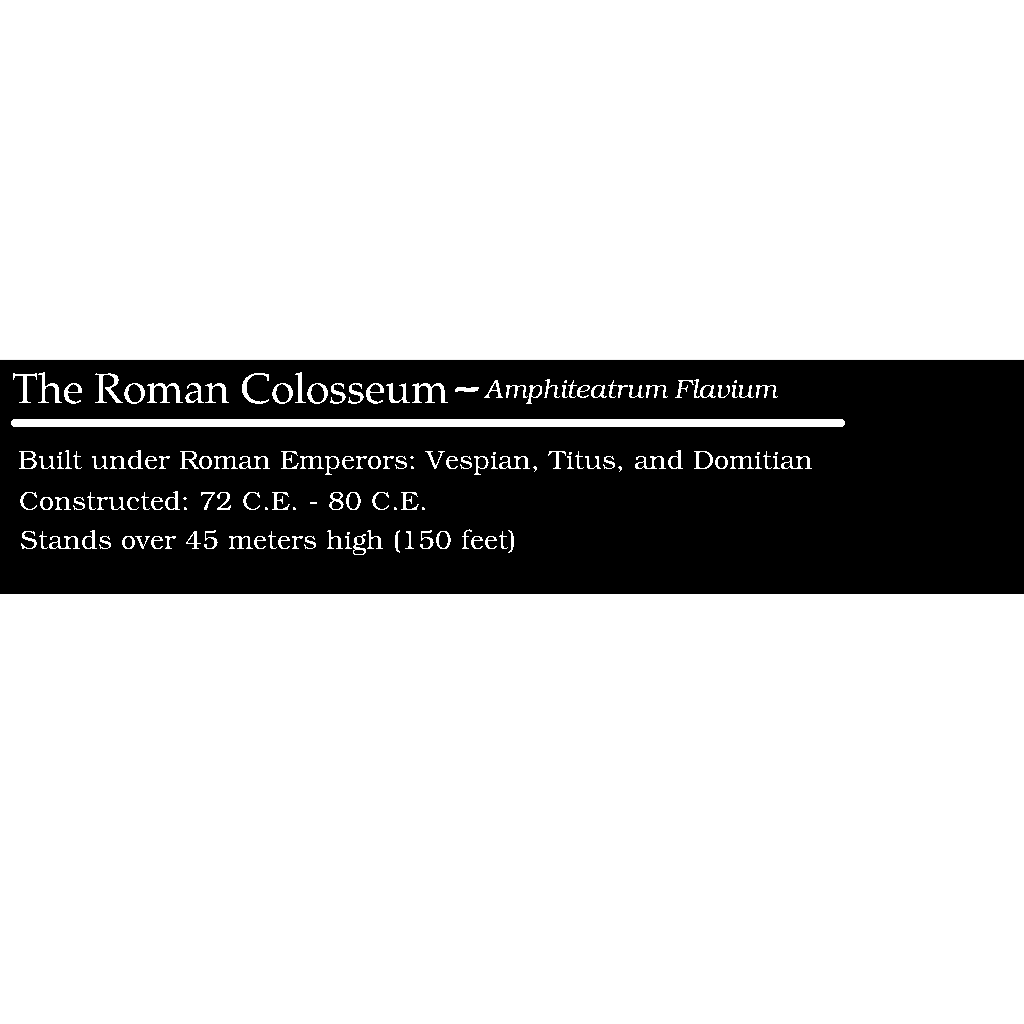 The Roman Colosseum ~ Amphiteatrum Flavium
Built under Roman Emperors: Vespian, Titus, and Domitian
Constructed: 72 C.E. - 80 C.E.
Stands over 45 meters high (150 feet)